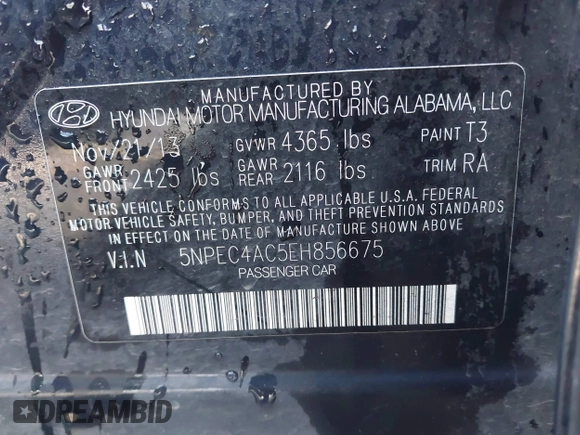 MANUFACTURED BY
HYUNDAI MOTOR MANUFACTURING ALABAMA, LLC
Nov/21/13 GVWR 4365 lbs PAINT T3
GAWR FRONT 2425 lbs GAWR REAR 2116 lbs TRIM RA
THIS VEHICLE CONFORMS TO ALL APPLICABLE U.S.A. FEDERAL
MOTOR VEHICLE SAFETY, BUMPER, AND THEFT PREVENTION STANDARDS
IN EFFECT ON THE DATE OF MANUFACTURE SHOWN ABOVE
V.I.N 5NPEC4AC5EH856675
PASSENGER CAR
DREAMBID